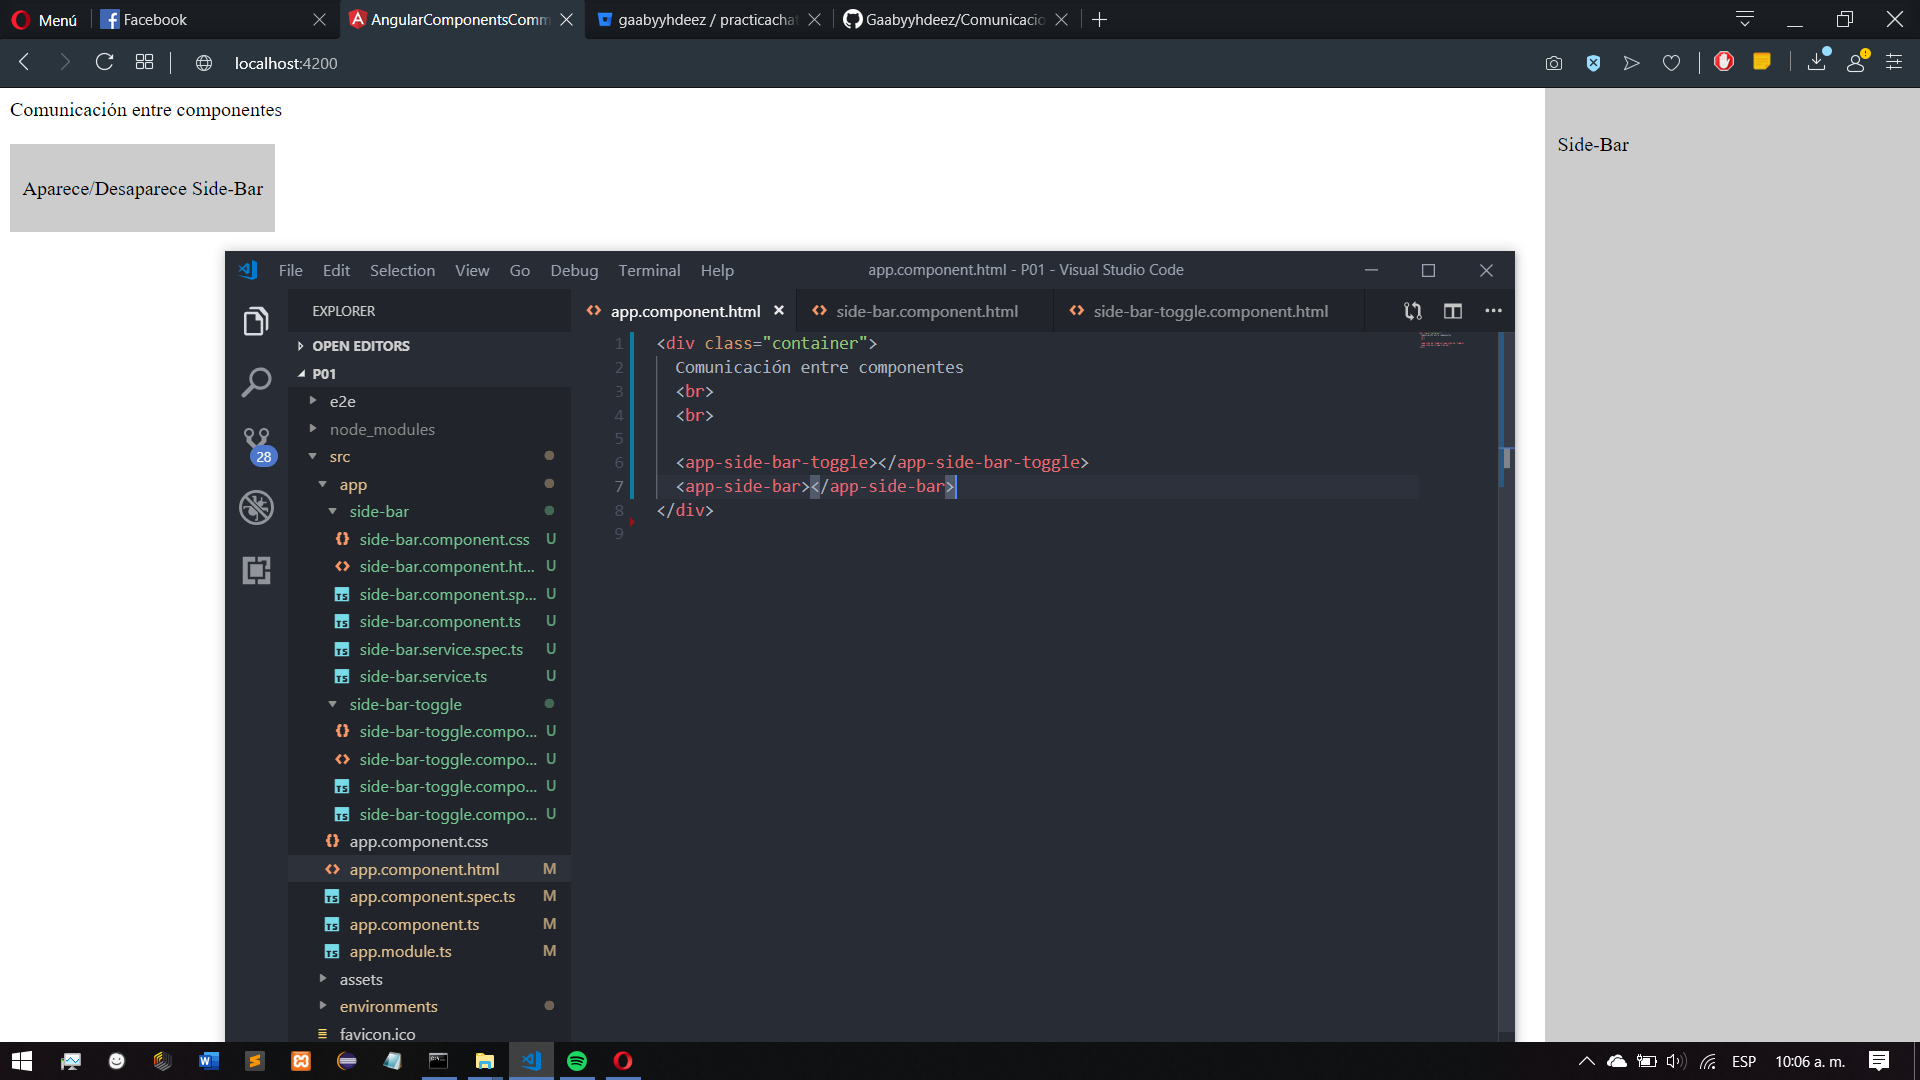 Menú
Facebook
AngularComponentsComm
gaabyyhdeez / practicachat
Gaabyyhdeez/Comunicacio
localhost:4200
Comunicación entre componentes
Aparece/Desaparece Side-Bar
Side-Bar
File Edit Selection View Go Debug Terminal Help
app.component.html - P01 - Visual Studio Code
EXPLORER
app.component.html
side-bar.component.html
side-bar-toggle.component.html
OPEN EDITORS
P01
e2e
node_modules
src
app
side-bar
side-bar.component.css U
side-bar.component.ht... U
side-bar.component.sp... U
side-bar.component.ts U
side-bar.service.spec.ts U
side-bar.service.ts U
side-bar-toggle
side-bar-toggle.compo... U
side-bar-toggle.compo... U
side-bar-toggle.compo... U
side-bar-toggle.compo... U
app.component.css
app.component.html M
app.component.spec.ts M
app.component.ts M
app.module.ts M
assets
environments
favicon.ico
28
1 <div class="container">
2 Comunicación entre componentes
3 <br>
4 <br>
5
6 <app-side-bar-toggle></app-side-bar-toggle>
7 <app-side-bar></app-side-bar>
8 </div>
9
ESP
10:06 a. m.